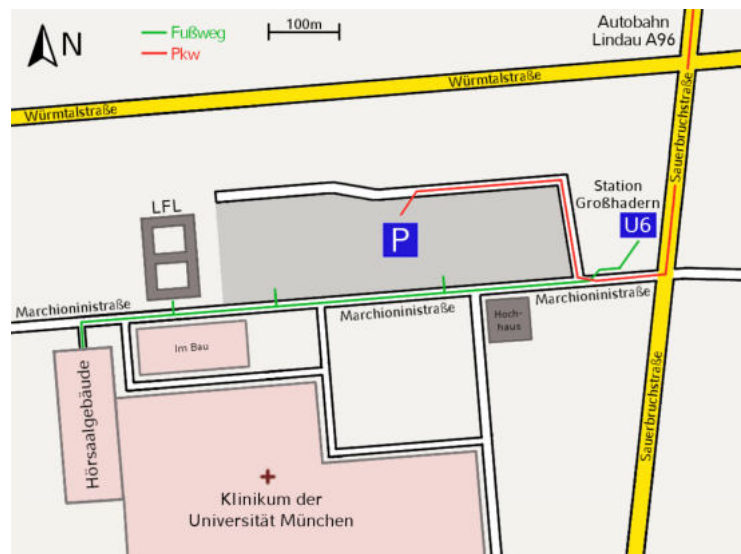 N
Fußweg
Pkw
100m
Autobahn
Lindau A96
Würmtalstraße
Würmtalstraße
Sauerbruchstraße
LFL
P
Station
Großhadern
U6
Marchioninistraße
Marchioninistraße
Marchioninistraße
Im Bau
Hoch-
haus
Hörsaalgebäude
Sauerbruchstraße
Klinikum der
Universität München